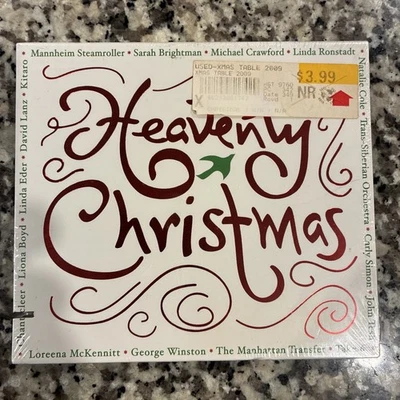 Mannheim Steamroller • Sarah Brightman • Michael Crawford • Linda Ronstadt
Natalie Cole • Trans-Siberian Orchestra • Carly Simon • John
Loreena McKennitt • George Winston • The Manhattan Transfer •
Liona Boyd • Linda Eder • David Lanz • Kitaro
USED-XMAS TABLE 2009
XMAS TABLE 2009
$3.99
NR
X
Heavenly
Christmas